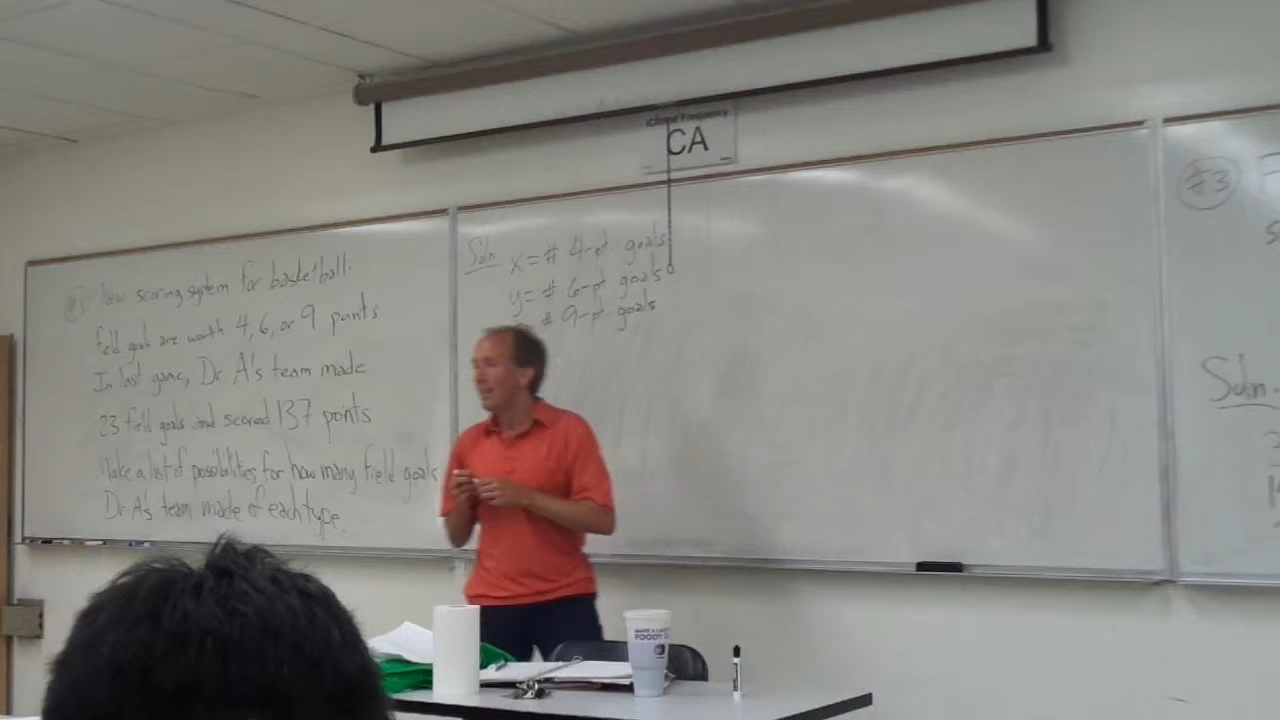 New scoring system for basketball:
field goals are worth 4, 6, or 9 points
In last game, Dr A's team made
23 field goals and scored 137 points
Make a list of possibilities for how many field goals
Dr A's team made of each type.
Soln
x = # 4-pt goals
y = # 6-pt goals
# 9-pt goals
Frequency
CA
#3
Soln.
FOODY